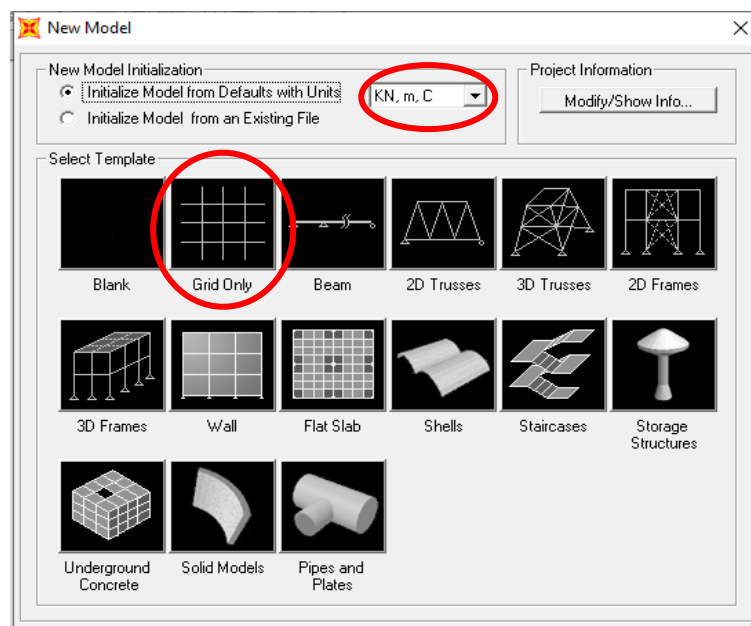 New Model
New Model Initialization
Initialize Model from Defaults with Units
KN, m, C
Initialize Model from an Existing File
Project Information
Modify/Show Info...
Select Template
Blank
Grid Only
Beam
2D Trusses
3D Trusses
2D Frames
3D Frames
Wall
Flat Slab
Shells
Staircases
Storage
Structures
Underground
Concrete
Solid Models
Pipes and
Plates